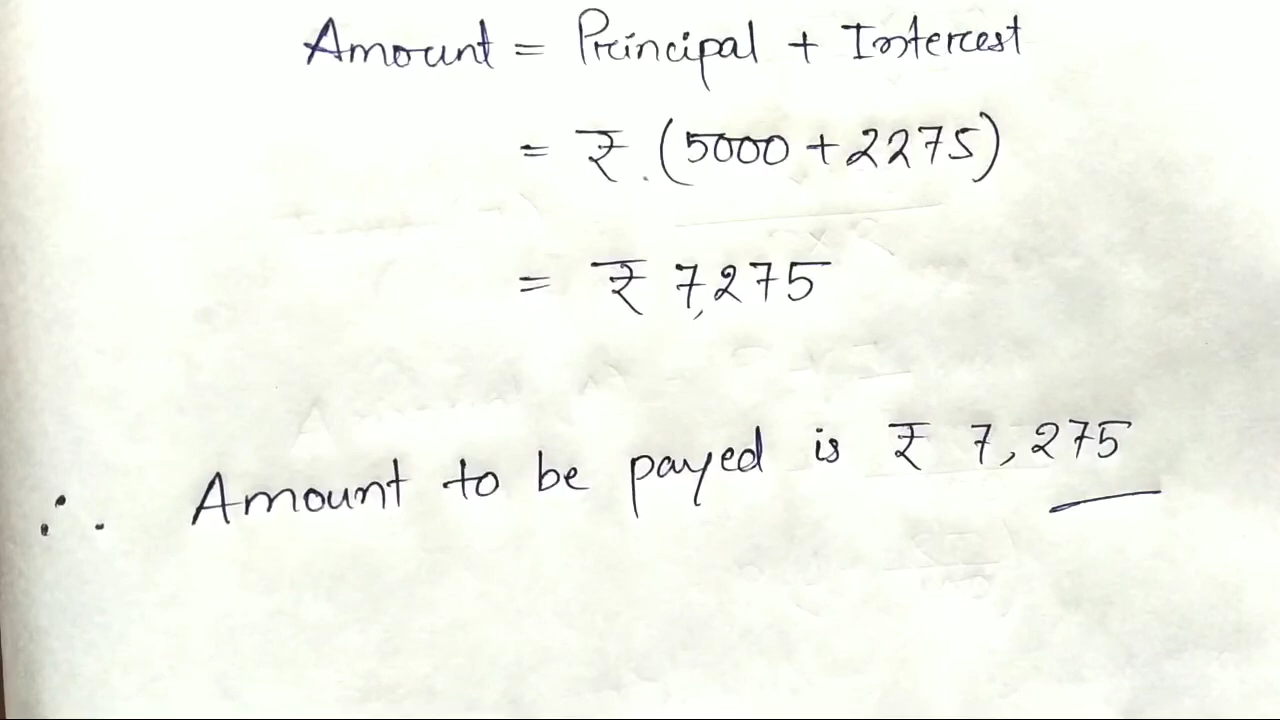 Amount = Principal + Interest
= ₹. (5000 + 2275)
= ₹ 7,275
∴ Amount to be payed is ₹ 7,275